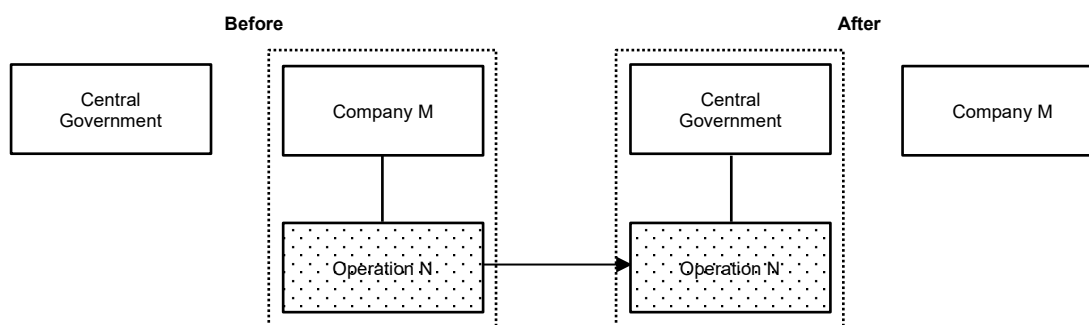 Before
After
Central
Government
Company M
Central
Government
Company M
Operation N
Operation N